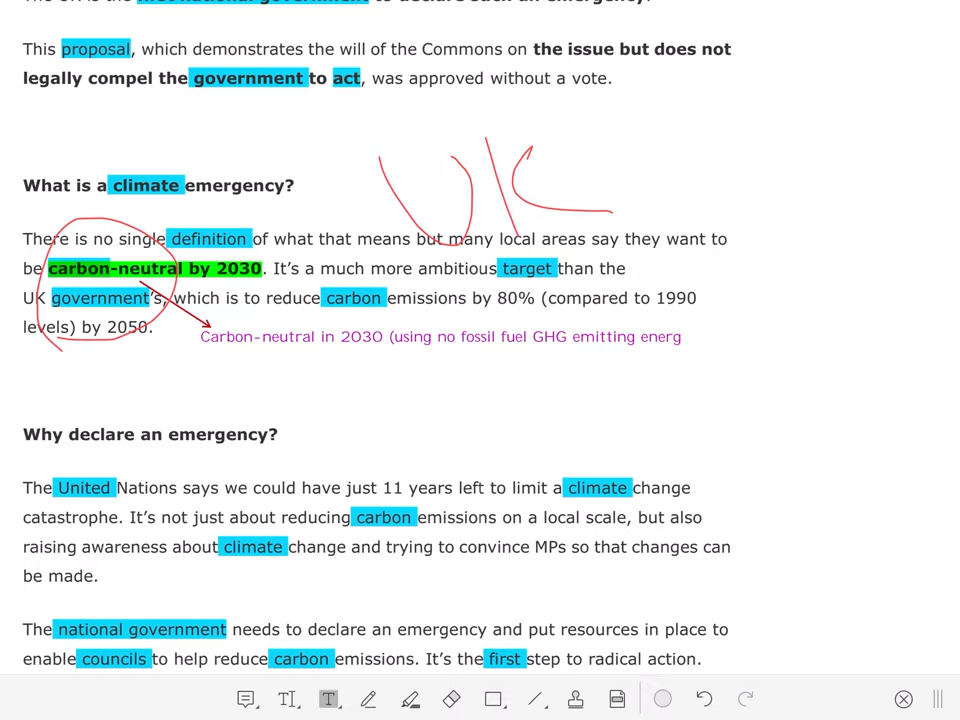 This proposal, which demonstrates the will of the Commons on the issue but does not
legally compel the government to act, was approved without a vote.
UK
What is a climate emergency?
There is no single definition of what that means but many local areas say they want to
be carbon-neutral by 2030. It's a much more ambitious target than the
UK government's, which is to reduce carbon emissions by 80% (compared to 1990
levels) by 2050.
Carbon-neutral in 2030 (using no fossil fuel GHG emitting energ
Why declare an emergency?
The United Nations says we could have just 11 years left to limit a climate change
catastrophe. It's not just about reducing carbon emissions on a local scale, but also
raising awareness about climate change and trying to convince MPs so that changes can
be made.
The national government needs to declare an emergency and put resources in place to
enable councils to help reduce carbon emissions. It's the first step to radical action.